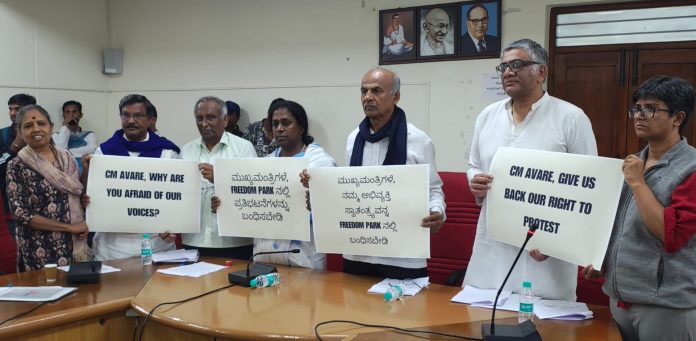 CM AVARE, WHY ARE
YOU AFRAID OF OUR
VOICES?
ಮುಖ್ಯಮಂತ್ರಿಗಳೆ,
FREEDOM PARK ನಲ್ಲಿ
ಪ್ರತಿಭಟನೆಗಳನ್ನು
ಬಂಧಿಸಬೇಡಿ
ಮುಖ್ಯಮಂತ್ರಿಗಳೆ,
ನಮ್ಮ ಅಭಿವ್ಯಕ್ತಿ
ಸ್ವಾತಂತ್ರ್ಯವನ್ನ
FREEDOM PARK ನಲ್ಲಿ
ಬಂಧಿಸಬೇಡಿ
CM AVARE, GIVE US
BACK OUR RIGHT TO
PROTEST